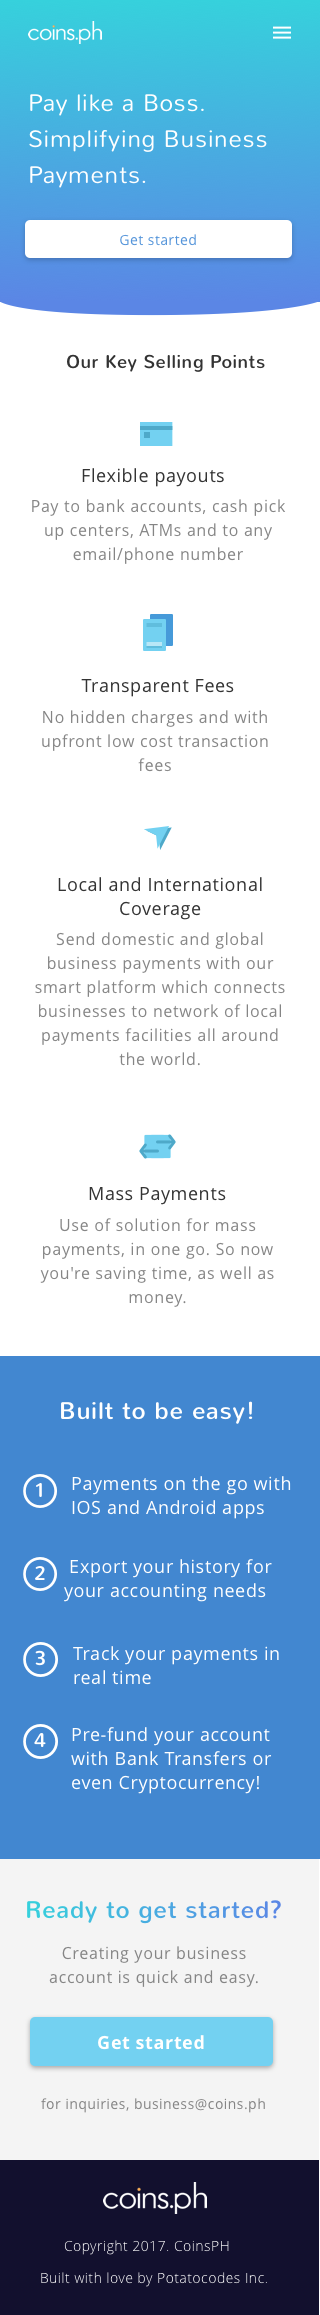 coins.ph
Pay like a Boss.
Simplifying Business
Payments.
Get started
Our Key Selling Points
Flexible payouts
Pay to bank accounts, cash pick
up centers, ATMs and to any
email/phone number
Transparent Fees
No hidden charges and with
upfront low cost transaction
fees
Local and International
Coverage
Send domestic and global
business payments with our
smart platform which connects
businesses to network of local
payments facilities all around
the world.
Mass Payments
Use of solution for mass
payments, in one go. So now
you're saving time, as well as
money.
Built to be easy!
1 Payments on the go with
IOS and Android apps
2 Export your history for
your accounting needs
3 Track your payments in
real time
4 Pre-fund your account
with Bank Transfers or
even Cryptocurrency!
Ready to get started?
Creating your business
account is quick and easy.
Get started
for inquiries, business@coins.ph
coins.ph
Copyright 2017. CoinsPH
Built with love by Potatocodes Inc.